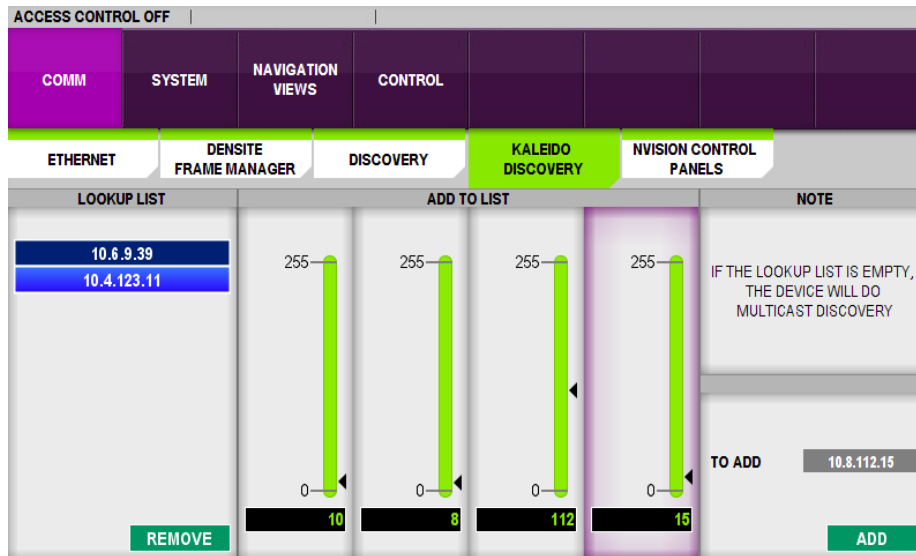 ACCESS CONTROL OFF
COMM
SYSTEM
NAVIGATION
VIEWS
CONTROL
ETHERNET
DENSITE
FRAME MANAGER
DISCOVERY
KALEIDO
DISCOVERY
NVISION CONTROL
PANELS
LOOKUP LIST
10.6.9.39
10.4.123.11
REMOVE
ADD TO LIST
255
0
10
255
0
8
255
0
112
255
0
15
NOTE
IF THE LOOKUP LIST IS EMPTY,
THE DEVICE WILL DO
MULTICAST DISCOVERY
TO ADD 10.8.112.15
ADD